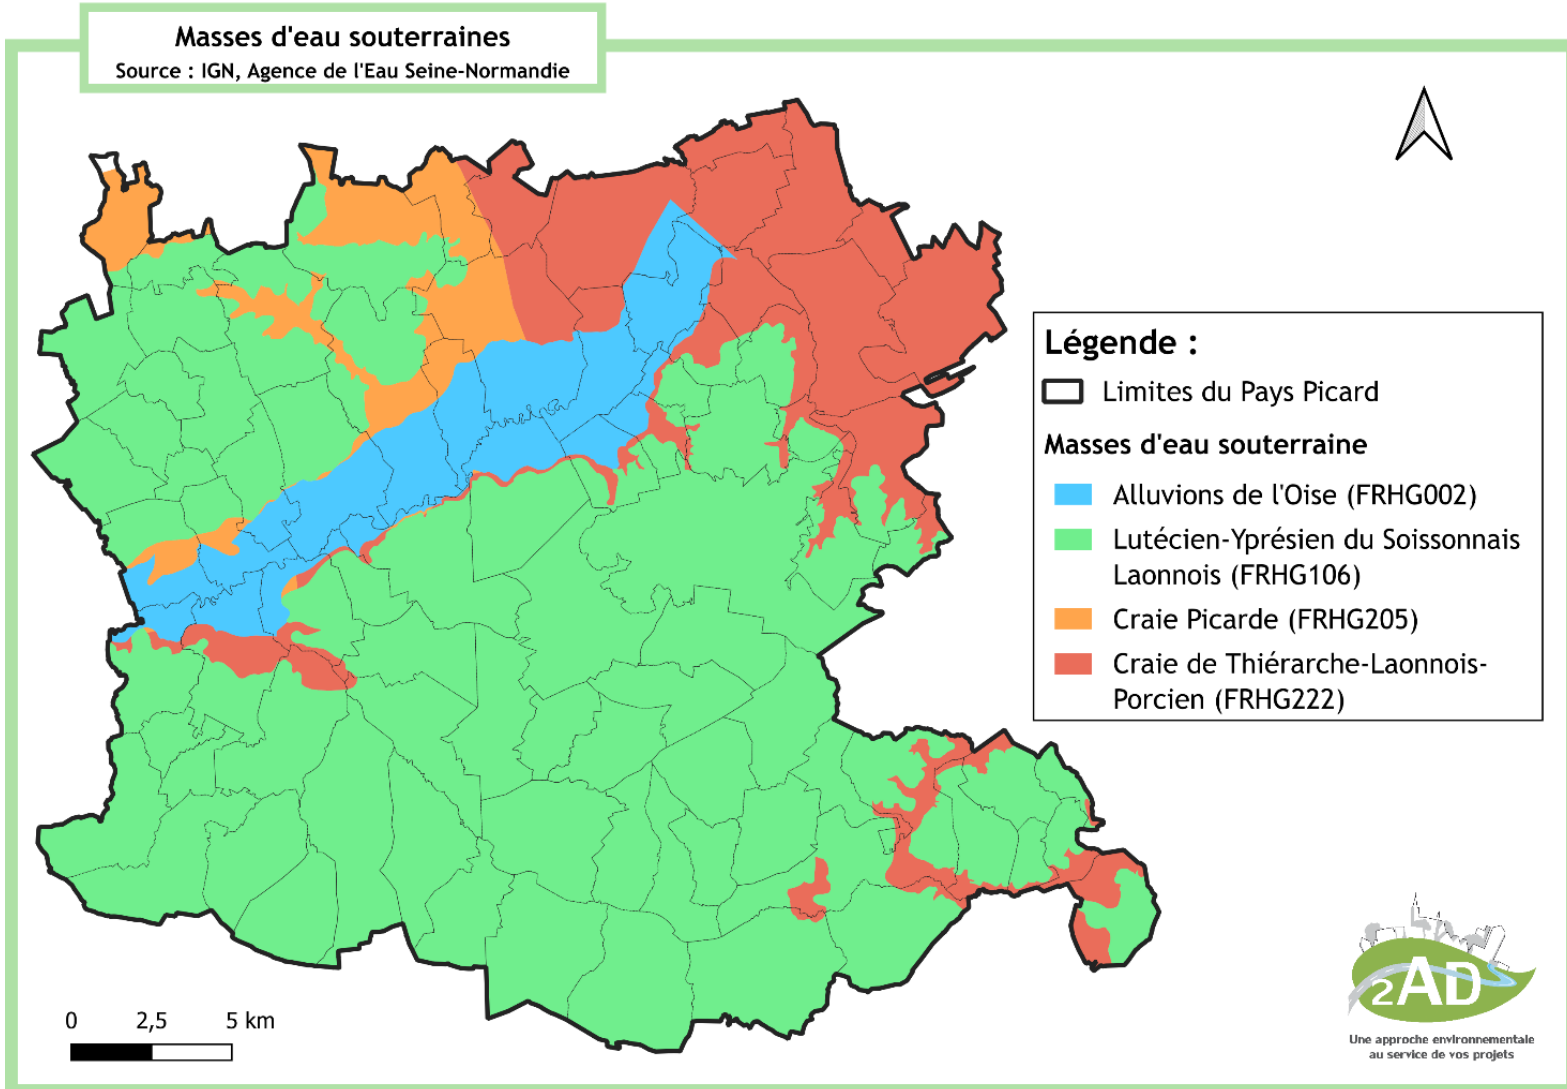 Masses d'eau souterraines
Source : IGN, Agence de l'Eau Seine-Normandie
Légende :
Limites du Pays Picard
Masses d'eau souterraine
Alluvions de l'Oise (FRHG002)
Lutécien-Yprésien du Soissonnais
Laonnois (FRHG106)
Craie Picarde (FRHG205)
Craie de Thiérarche-Laonnois-
Porcien (FRHG222)
0 2,5 5 km
2AD
Une approche environnementale
au service de vos projets